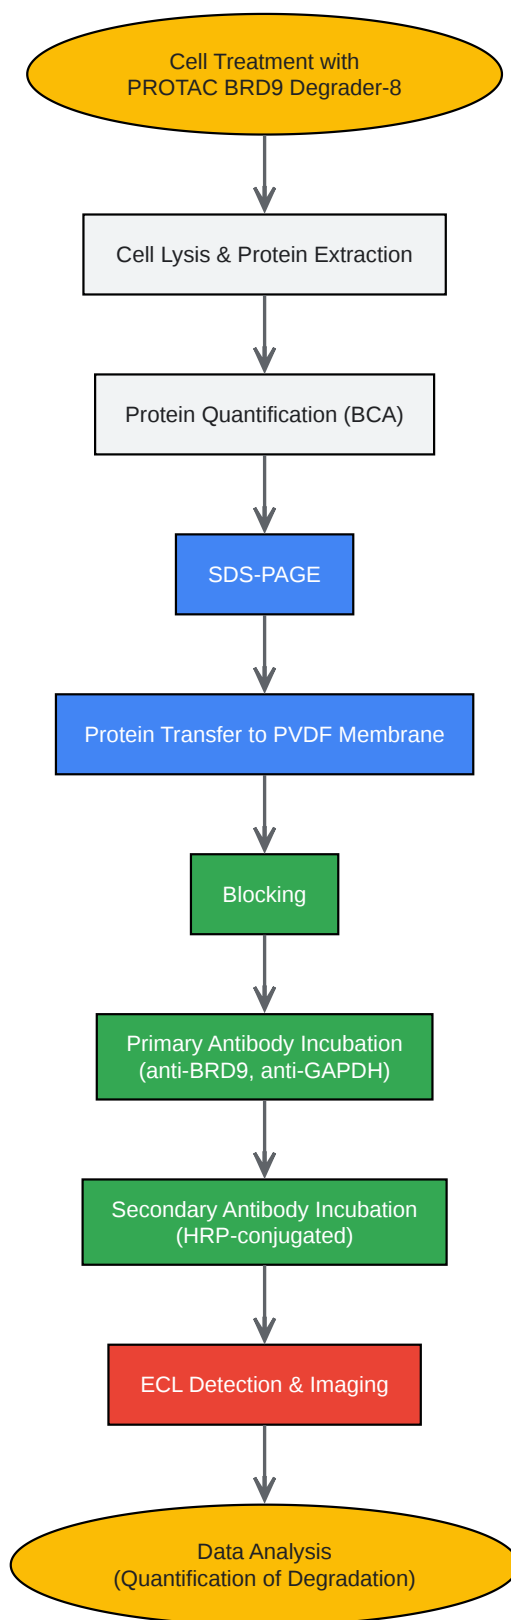 Cell Treatment with
PROTAC BRD9 Degrader-8
Cell Lysis & Protein Extraction
Protein Quantification (BCA)
SDS-PAGE
Protein Transfer to PVDF Membrane
Blocking
Primary Antibody Incubation
(anti-BRD9, anti-GAPDH)
Secondary Antibody Incubation
(HRP-conjugated)
ECL Detection & Imaging
Data Analysis
(Quantification of Degradation)